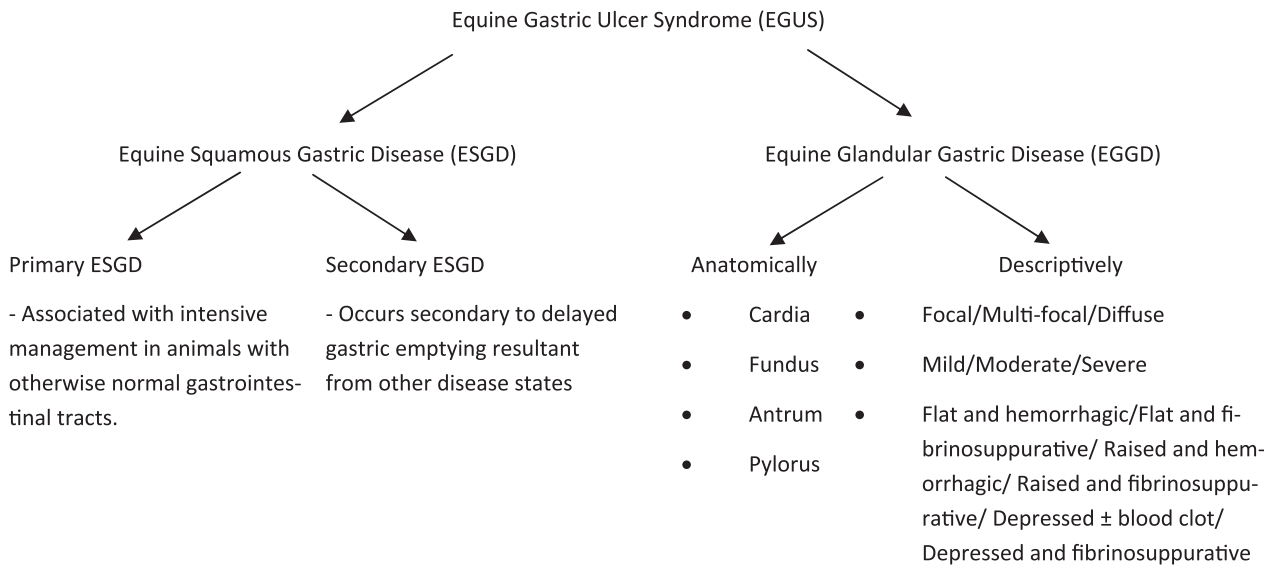 Equine Gastric Ulcer Syndrome (EGUS)
Equine Squamous Gastric Disease (ESGD)
Equine Glandular Gastric Disease (EGGD)
Primary ESGD
- Associated with intensive
management in animals with
otherwise normal gastrointes-
tinal tracts.
Secondary ESGD
- Occurs secondary to delayed
gastric emptying resultant
from other disease states
Anatomically
• Cardia
• Fundus
• Antrum
• Pylorus
Descriptively
• Focal/Multi-focal/Diffuse
• Mild/Moderate/Severe
• Flat and hemorrhagic/Flat and fi-
brinosuppurative/ Raised and hem-
orrhagic/ Raised and fibrinosuppu-
rative/ Depressed ± blood clot/
Depressed and fibrinosuppurative